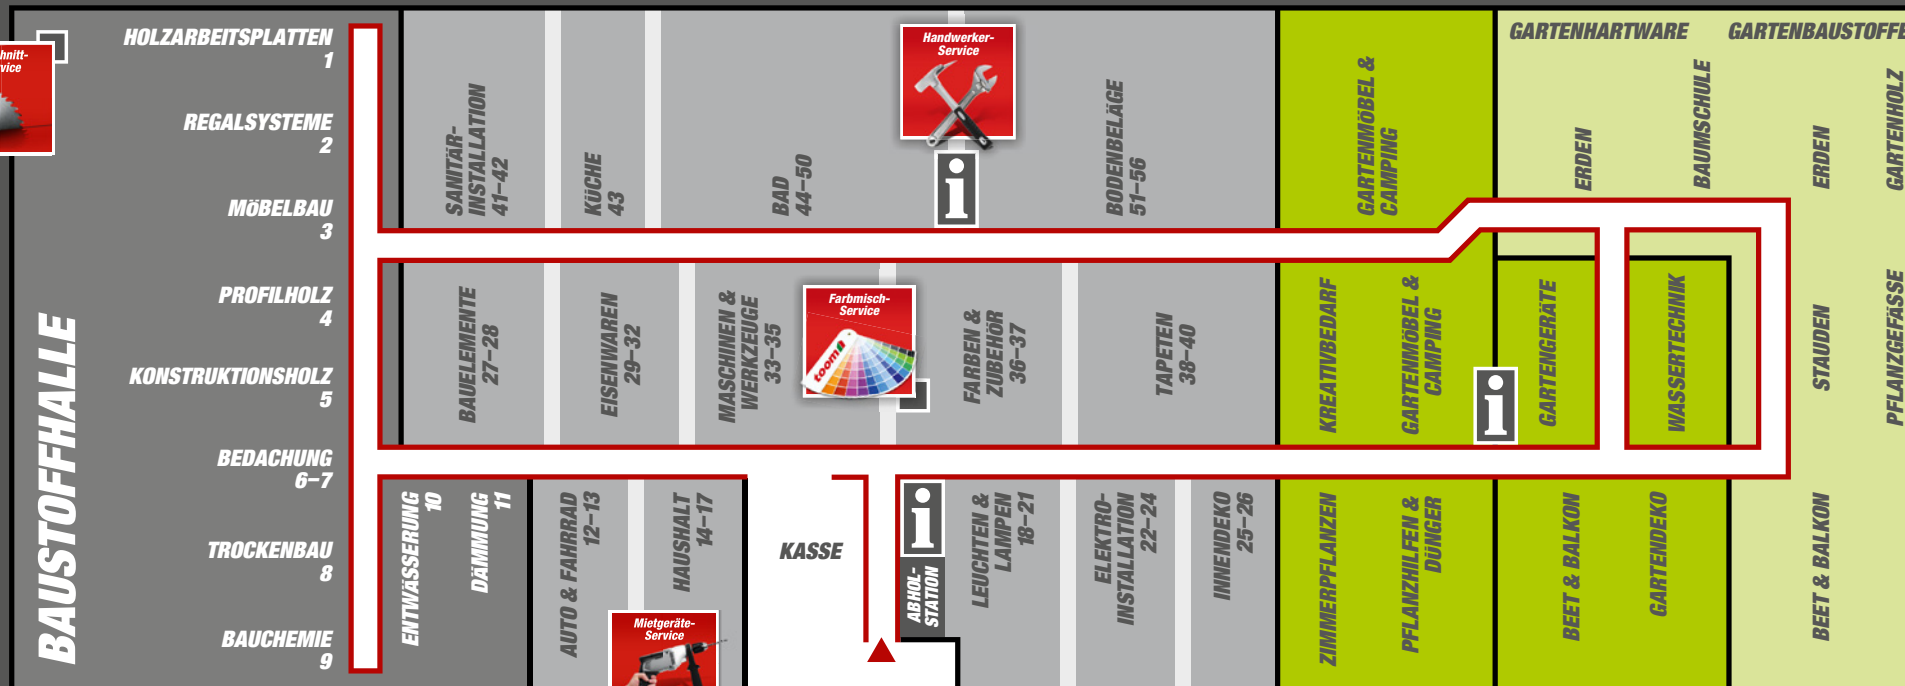 HOLZARBEITSPLATTEN
1
REGALSYSTEME
2
MÖBELBAU
3
PROFILHOLZ
4
KONSTRUKTIONSHOLZ
5
BEDACHUNG
6–7
TROCKENBAU
8
BAUCHEMIE
9
BAUSTOFFHALLE
hnitt-
vice
SANITÄR-
INSTALLATION
41–42
KÜCHE
43
BAD
44–50
Handwerker-
Service
i
BODENBELÄGE
51–56
GARTENMÖBEL &
CAMPING
GARTENHARTWARE
GARTENBAUSTOFFE
ERDEN
BAUMSCHULE
ERDEN
GARTENHOLZ
BAUELEMENTE
27–28
EISENWAREN
29–32
MASCHINEN &
WERKZEUGE
33–35
Farbmisch-
Service
toom
FARBEN &
ZUBEHÖR
36–37
TAPETEN
38–40
KREATIVBEDARF
GARTENMÖBEL &
CAMPING
i
GARTENGERÄTE
WASSERTECHNIK
STAUDEN
PFLANZGEFÄSSE
ENTWÄSSERUNG
10
DÄMMUNG
11
AUTO & FAHRRAD
12–13
HAUSHALT
14–17
Mietgeräte-
Service
KASSE
i
ABHOL-
STATION
LEUCHTEN &
LAMPEN
18–21
ELEKTRO-
INSTALLATION
22–24
INNENDEKO
25–26
ZIMMERPFLANZEN
PFLANZHILFEN &
DÜNGER
BEET & BALKON
GARTENDEKO
BEET & BALKON